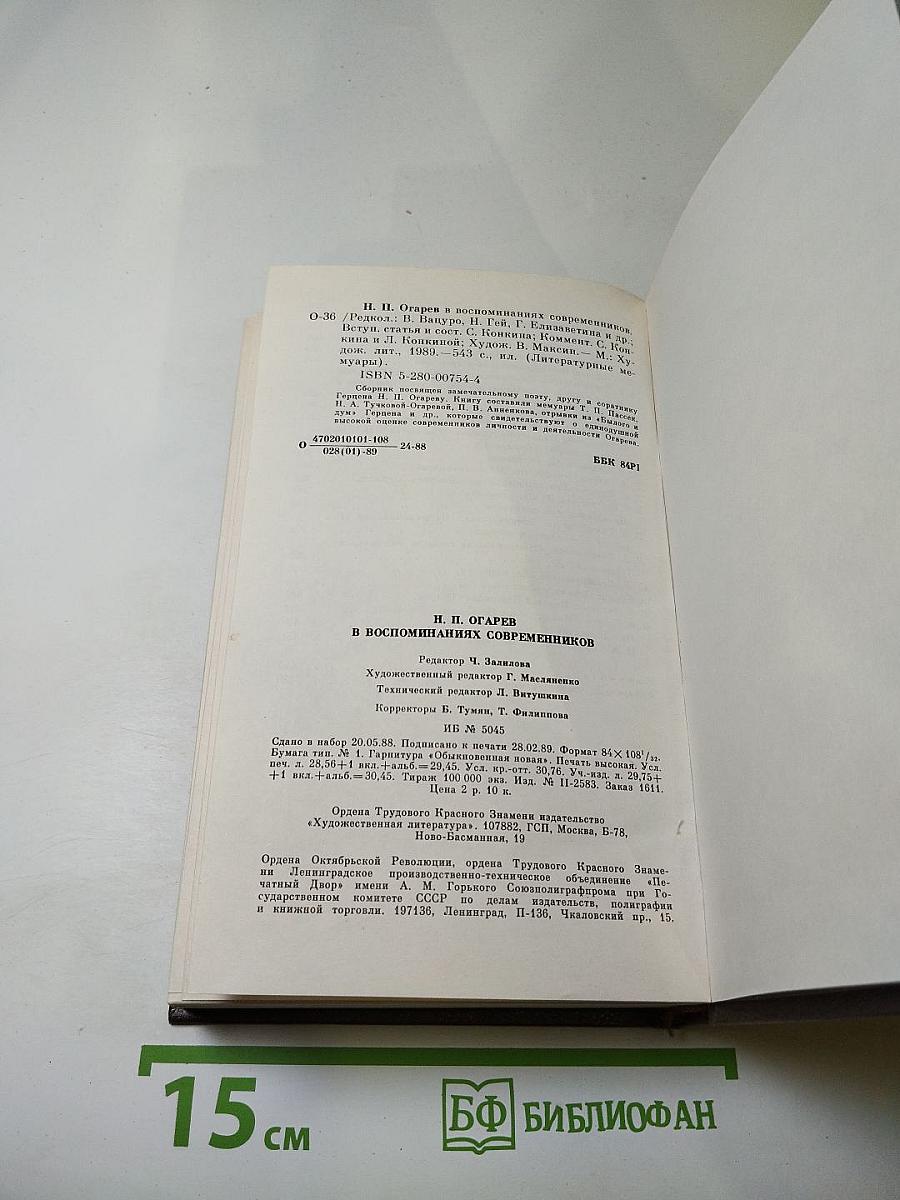 Н. П. Огарев в воспоминаниях современников.
О-36 /Редкол.: В. Вацуро, Н. Гей, Г. Елизаветина и др.;
Вступ. статья и сост. С. Конкина; Коммент. С. Кон-
кина и Л. Конкиной; Худож. В. Максин.— М.: Ху-
дож. лит., 1989.—543 с., ил. (Литературные ме-
муары).
ISBN 5-280-00754-4
Сборник посвящен замечательному поэту, другу и соратнику
Герцена Н. П. Огареву. Книгу составили мемуары Т. П. Пассек,
Н. А. Тучковой-Огаревой, П. В. Анненкова, отрывки из «Былого и
дум» Герцена и др., которые свидетельствуют о единодушной
высокой оценке современников личности и деятельности Огарева.
О 4702010101-108 24-88
028(01)-89
ББК 84Р1
Н. П. ОГАРЕВ
В ВОСПОМИНАНИЯХ СОВРЕМЕННИКОВ
Редактор Ч. Залилова
Художественный редактор Г. Масляненко
Технический редактор Л. Витушкина
Корректоры Б. Тумян, Т. Филиппова
ИБ № 5045
Сдано в набор 20.05.88. Подписано к печати 28.02.89. Формат 84×108¹/₃₂.
Бумага тип. № 1. Гарнитура «Обыкновенная новая». Печать высокая. Усл.
печ. л. 28,56+1 вкл.+альб.=29,45. Усл. кр.-отт. 30,76. Уч.-изд. л. 29,75+
+1 вкл.+альб.=30,45. Тираж 100 000 экз. Изд. № II-2583. Заказ 1611.
Цена 2 р. 10 к.
Ордена Трудового Красного Знамени издательство
«Художественная литература». 107882, ГСП, Москва, Б-78,
Ново-Басманная, 19
Ордена Октябрьской Революции, ордена Трудового Красного Знаме-
ни Ленинградское производственно-техническое объединение «Пе-
чатный Двор» имени А. М. Горького Союзполиграфпрома при Го-
сударственном комитете СССР по делам издательств, полиграфии
и книжной торговли. 197136, Ленинград, П-136, Чкаловский пр., 15.
15 см
БФ БИБЛИОФАН